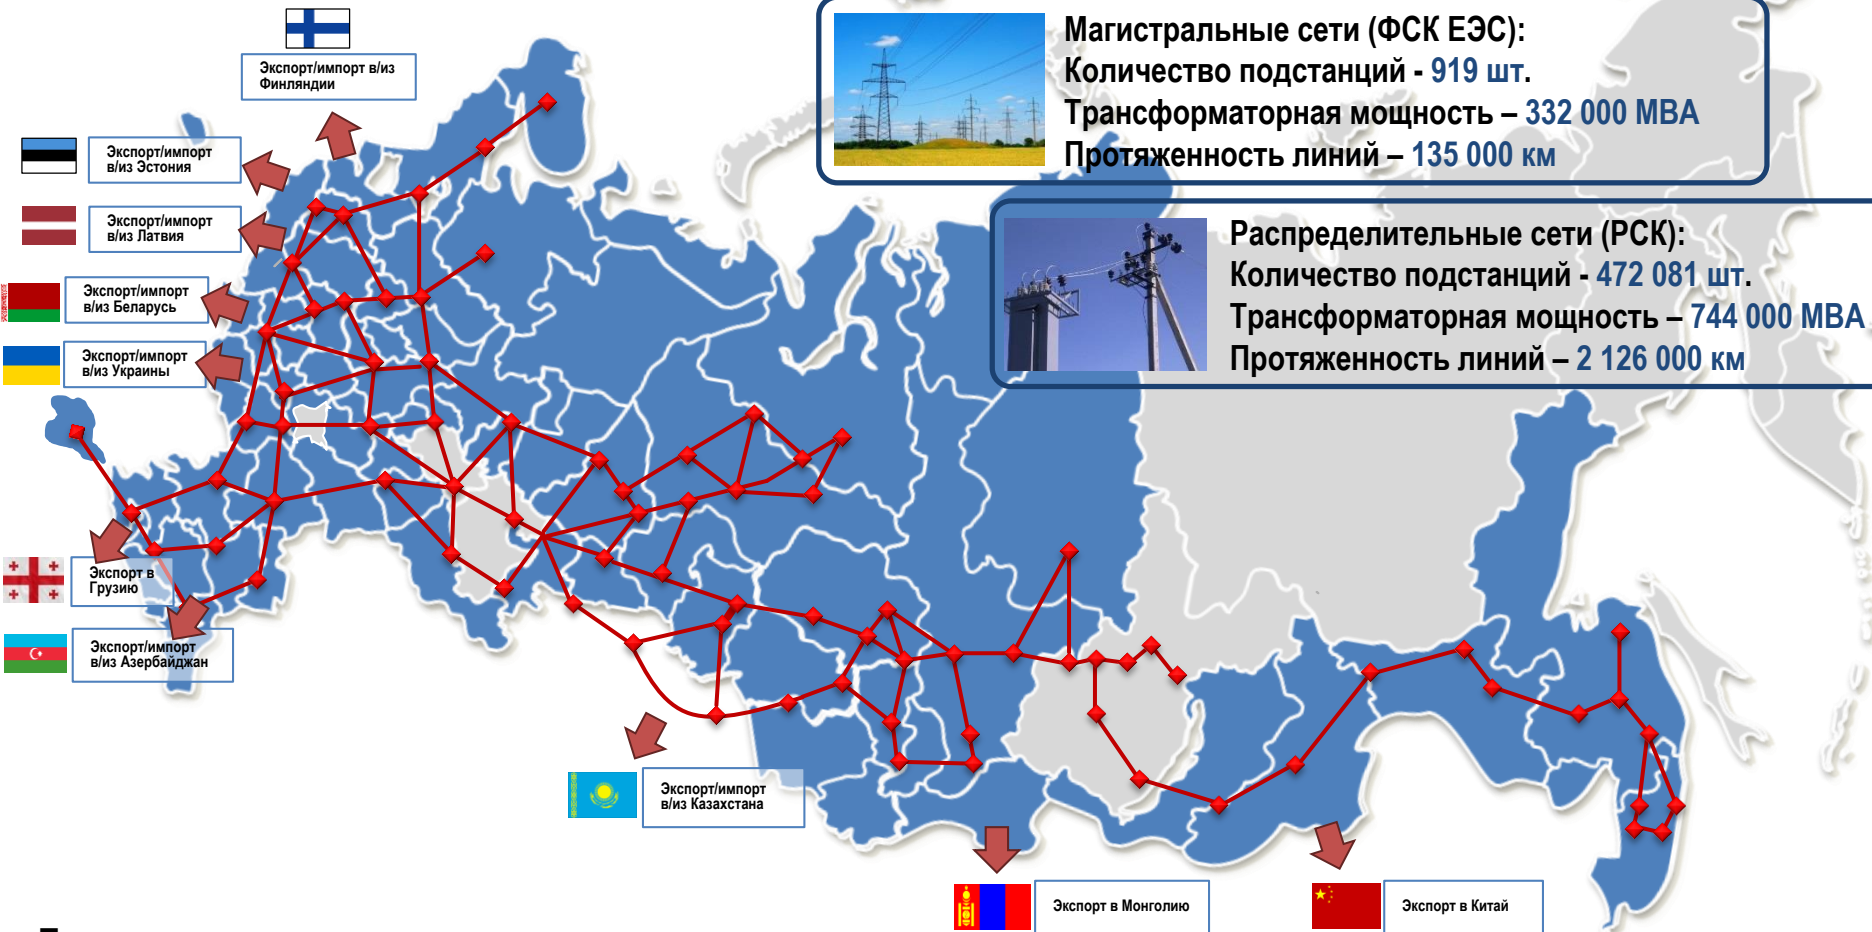 Экспорт/импорт в/из
Финляндии
Магистральные сети (ФСК ЕЭС):
Количество подстанций - 919 шт.
Трансформаторная мощность – 332 000 МВА
Протяженность линий – 135 000 км
Экспорт/импорт
в/из Эстония
Экспорт/импорт
в/из Латвия
Распределительные сети (РСК):
Количество подстанций - 472 081 шт.
Трансформаторная мощность – 744 000 МВА
Протяженность линий – 2 126 000 км
Экспорт/импорт
в/из Беларусь
Экспорт/импорт
в/из Украины
Экспорт в
Грузию
Экспорт/импорт
в/из Азербайджан
Экспорт/импорт
в/из Казахстана
Экспорт в Монголию
Экспорт в Китай